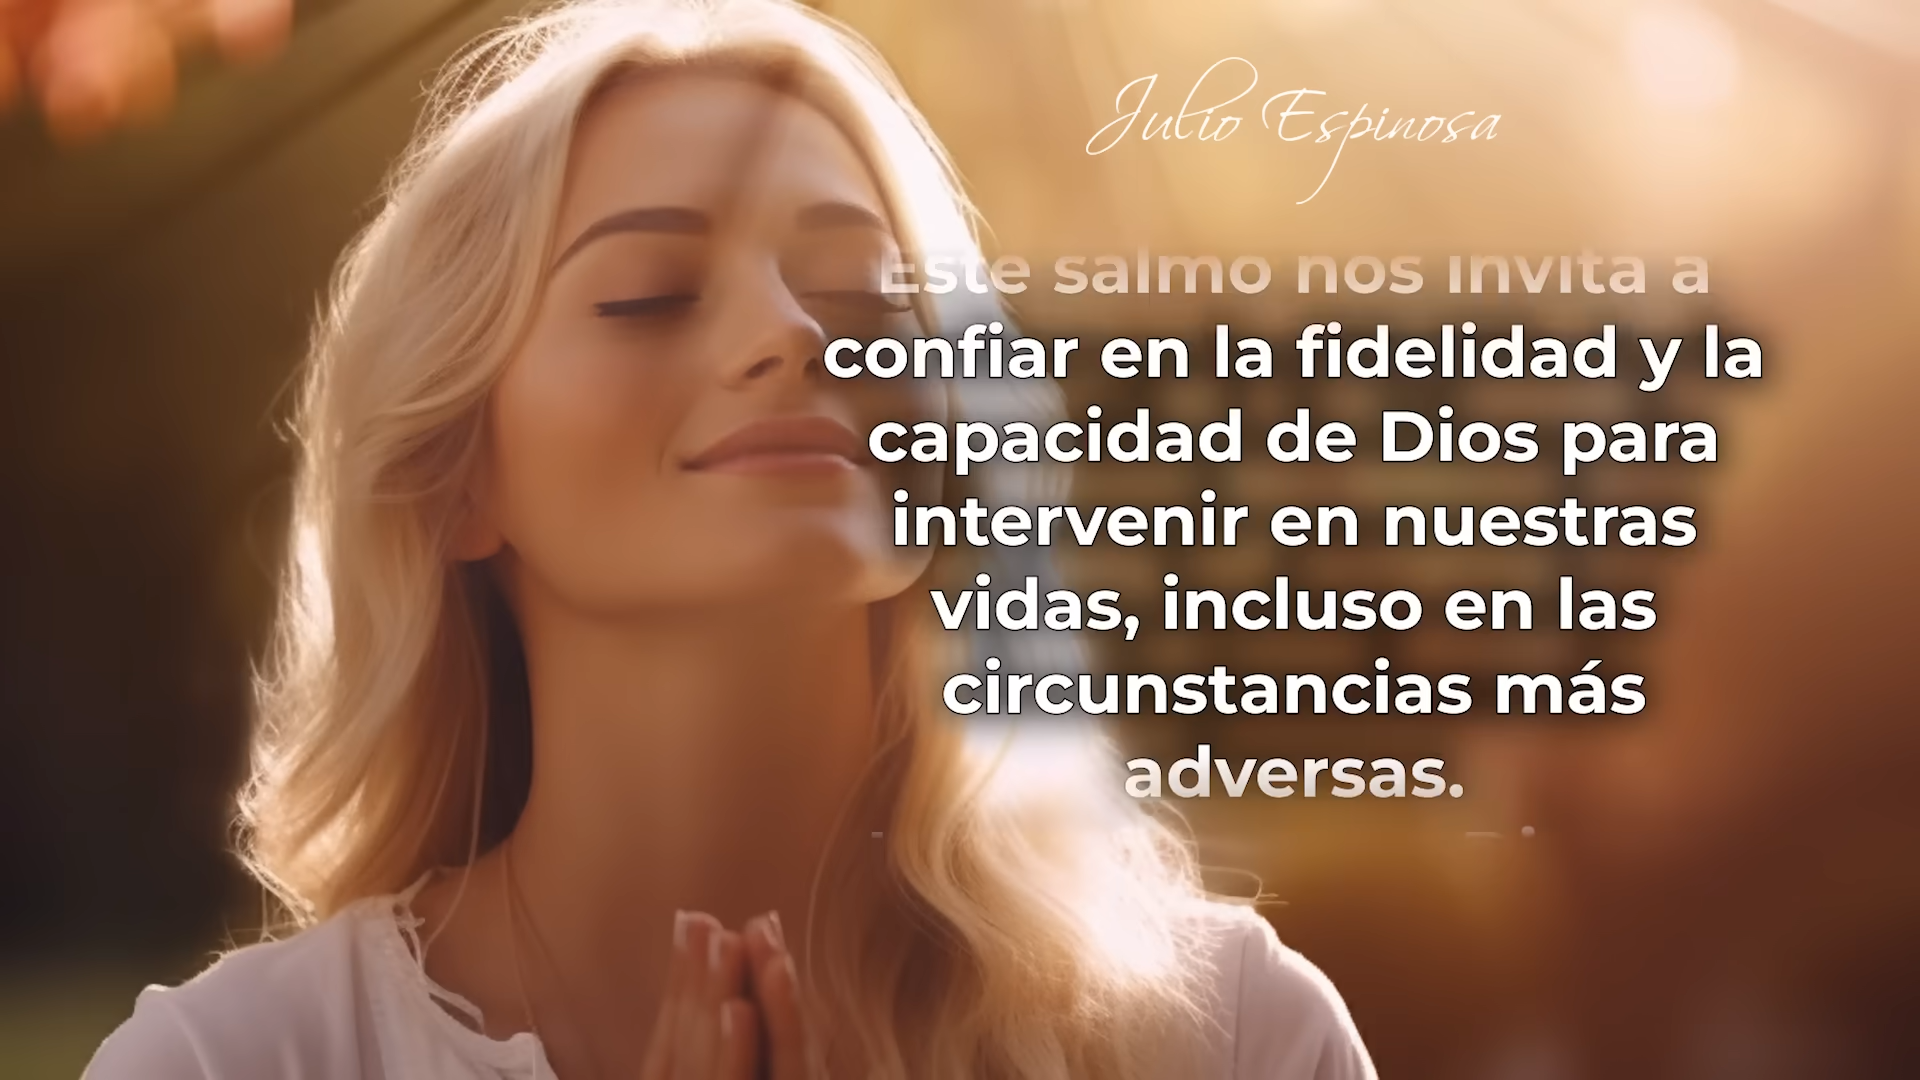 Julio Espinosa
Este salmo nos invita a
confiar en la fidelidad y la
capacidad de Dios para
intervenir en nuestras
vidas, incluso en las
circunstancias más
adversas.